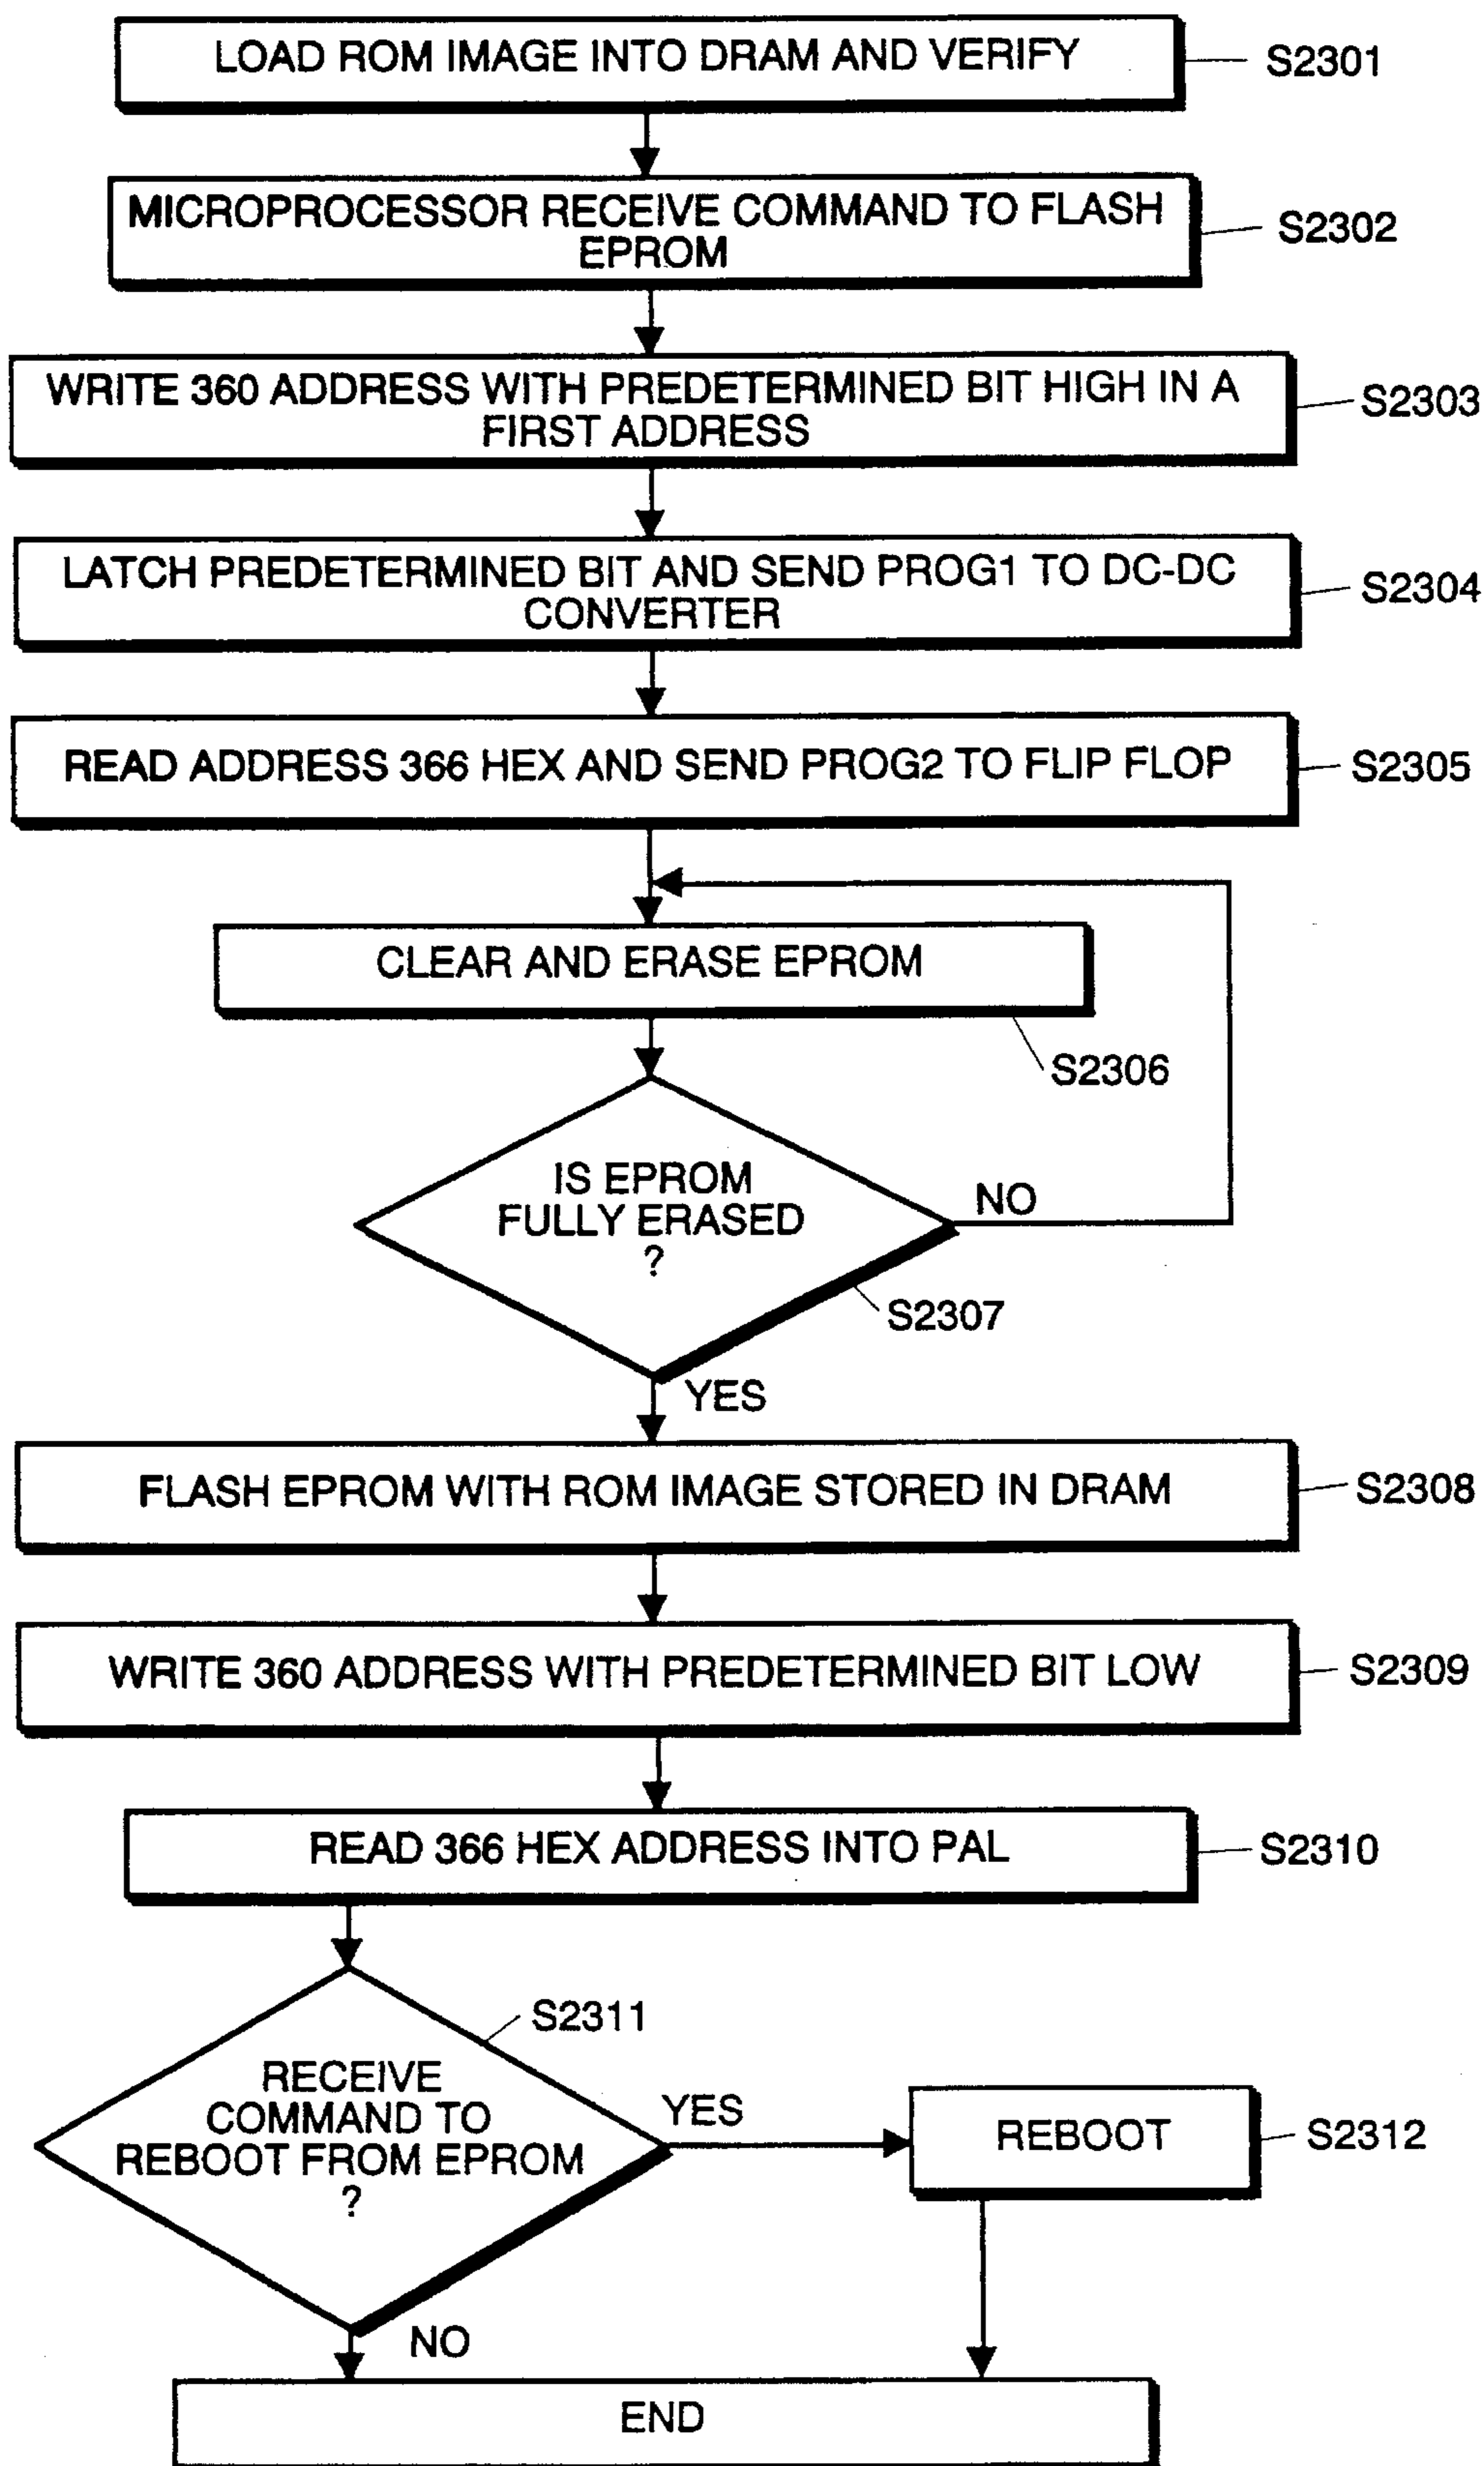 LOAD ROM IMAGE INTO DRAM AND VERIFY
S2301
MICROPROCESSOR RECEIVE COMMAND TO FLASH
EPROM
S2302
WRITE 360 ADDRESS WITH PREDETERMINED BIT HIGH IN A
FIRST ADDRESS
S2303
LATCH PREDETERMINED BIT AND SEND PROG1 TO DC-DC
CONVERTER
S2304
READ ADDRESS 366 HEX AND SEND PROG2 TO FLIP FLOP
S2305
CLEAR AND ERASE EPROM
S2306
IS EPROM
FULLY ERASED
?
NO
S2307
YES
FLASH EPROM WITH ROM IMAGE STORED IN DRAM
S2308
WRITE 360 ADDRESS WITH PREDETERMINED BIT LOW
S2309
READ 366 HEX ADDRESS INTO PAL
S2310
S2311
RECEIVE
COMMAND TO
REBOOT FROM EPROM
?
YES
REBOOT
S2312
NO
END